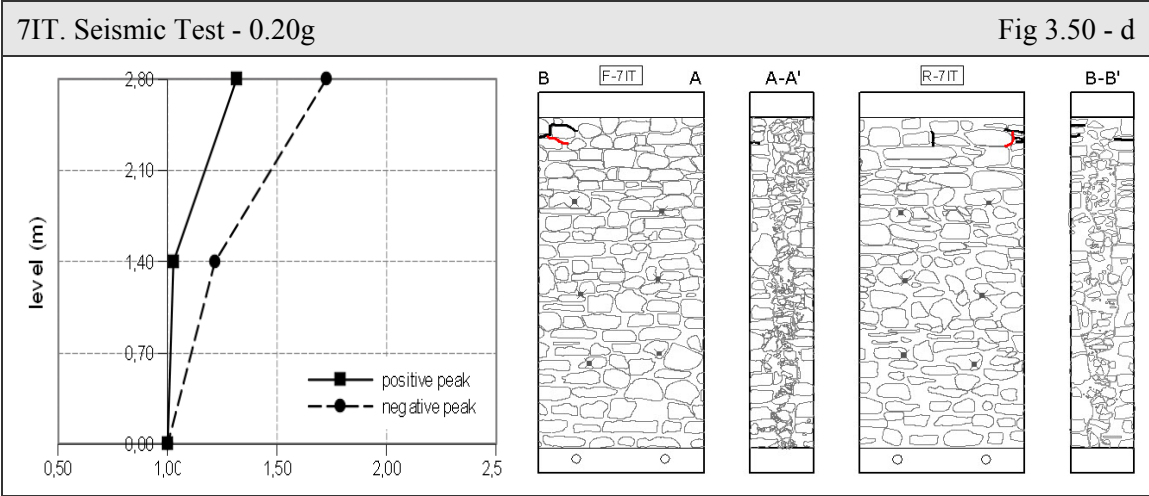 7IT. Seismic Test - 0.20g Fig 3.50 - d
level (m)
2,80
2,10
1,40
0,70
0,00
0,50 1,00 1,50 2,00 2,5
positive peak
negative peak
B F-7IT A A-A' R-7IT B-B'